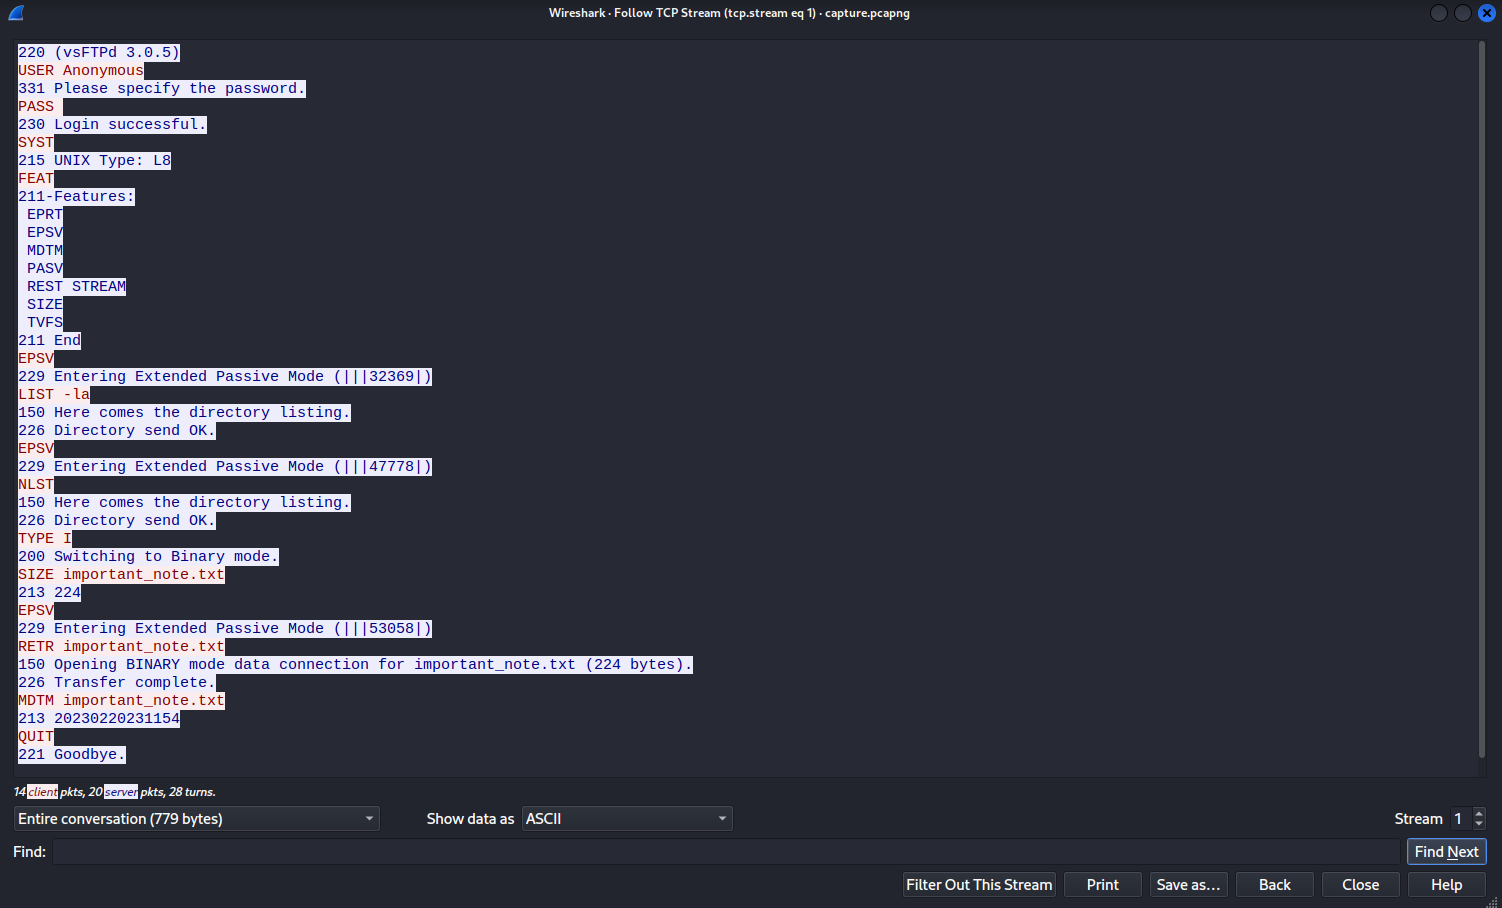 Wireshark · Follow TCP Stream (tcp.stream eq 1) · capture.pcapng
220 (vsFTPd 3.0.5)
USER Anonymous
331 Please specify the password.
PASS
230 Login successful.
SYST
215 UNIX Type: L8
FEAT
211-Features:
 EPRT
 EPSV
 MDTM
 PASV
 REST STREAM
 SIZE
 TVFS
211 End
EPSV
229 Entering Extended Passive Mode (|||32369|)
LIST -la
150 Here comes the directory listing.
226 Directory send OK.
EPSV
229 Entering Extended Passive Mode (|||47778|)
NLST
150 Here comes the directory listing.
226 Directory send OK.
TYPE I
200 Switching to Binary mode.
SIZE important_note.txt
213 224
EPSV
229 Entering Extended Passive Mode (|||53058|)
RETR important_note.txt
150 Opening BINARY mode data connection for important_note.txt (224 bytes).
226 Transfer complete.
MDTM important_note.txt
213 20230220231154
QUIT
221 Goodbye.
14 client pkts, 20 server pkts, 28 turns.
Entire conversation (779 bytes) Show data as ASCII Stream 1
Find: Find Next
Filter Out This Stream Print Save as... Back Close Help